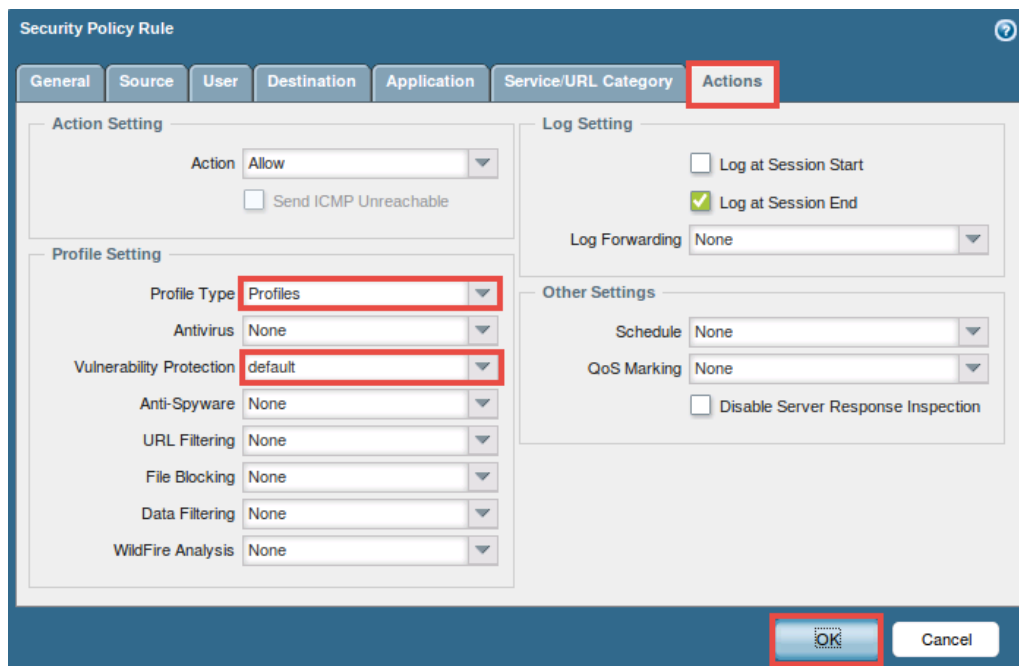 Security Policy Rule
General Source User Destination Application Service/URL Category Actions
Action Setting
Action Allow
Send ICMP Unreachable
Profile Setting
Profile Type Profiles
Antivirus None
Vulnerability Protection default
Anti-Spyware None
URL Filtering None
File Blocking None
Data Filtering None
WildFire Analysis None
Log Setting
Log at Session Start
Log at Session End
Log Forwarding None
Other Settings
Schedule None
QoS Marking None
Disable Server Response Inspection
OK Cancel